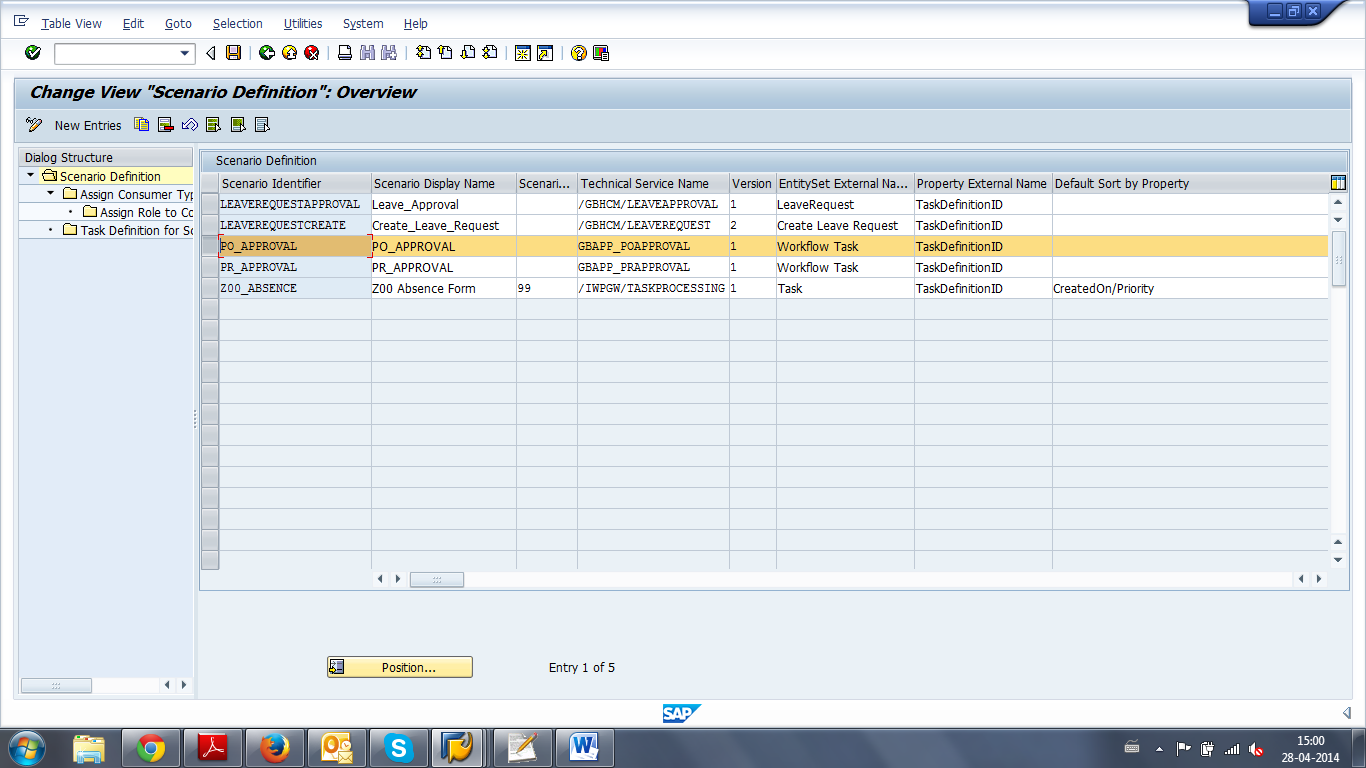 Table View Edit Goto Selection Utilities System Help
Change View "Scenario Definition": Overview
New Entries
Dialog Structure
Scenario Definition
Assign Consumer Typ
Assign Role to Co
Task Definition for Sc
Scenario Definition
Scenario Identifier Scenario Display Name Scenari... Technical Service Name Version EntitySet External Na... Property External Name Default Sort by Property
LEAVEREQUESTAPPROVAL Leave_Approval /GBHCM/LEAVEAPPROVAL 1 LeaveRequest TaskDefinitionID
LEAVEREQUESTCREATE Create_Leave_Request /GBHCM/LEAVEREQUEST 2 Create Leave Request TaskDefinitionID
PO_APPROVAL PO_APPROVAL GBAPP_POAPPROVAL 1 Workflow Task TaskDefinitionID
PR_APPROVAL PR_APPROVAL GBAPP_PRAPPROVAL 1 Workflow Task TaskDefinitionID
Z00_ABSENCE Z00 Absence Form 99 /IWPGW/TASKPROCESSING 1 Task TaskDefinitionID CreatedOn/Priority
Position... Entry 1 of 5
SAP
15:00
28-04-2014